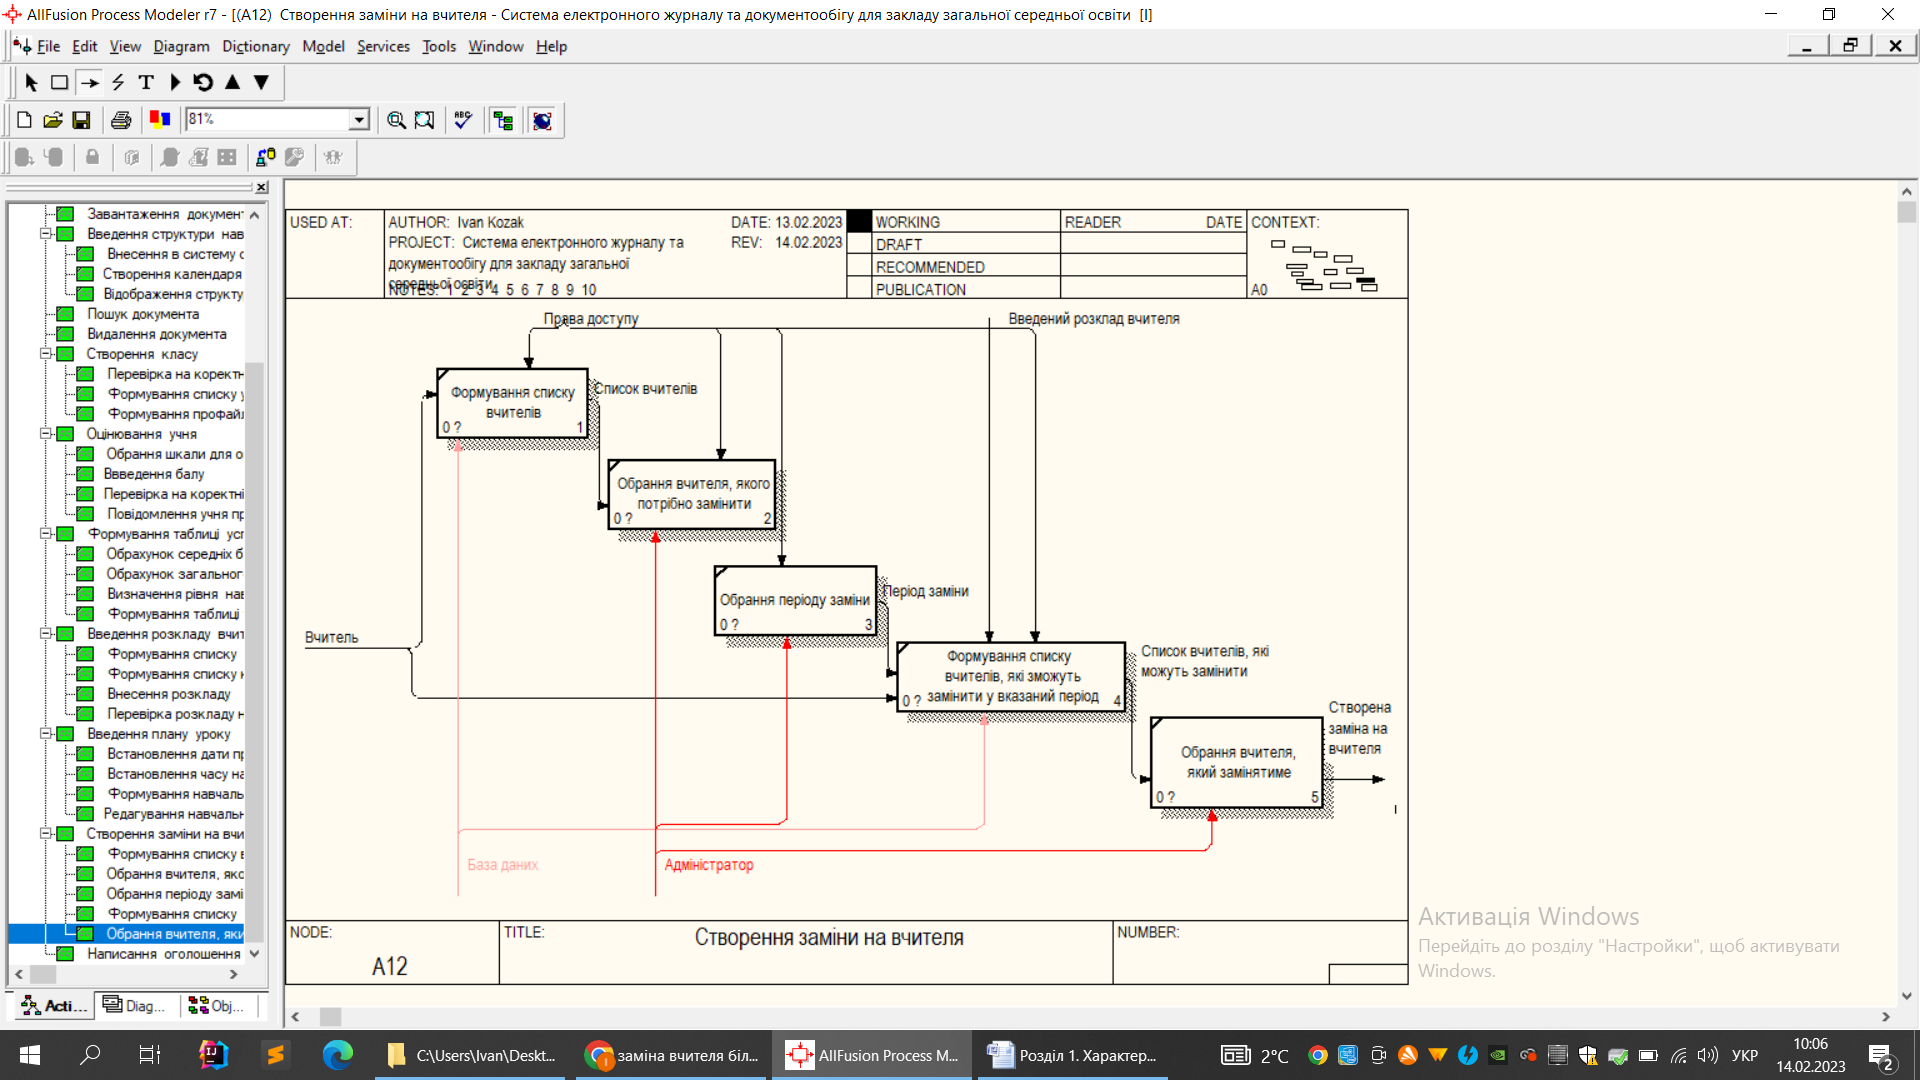 AllFusion Process Modeler r7 - [(A12) Створення заміни на вчителя - Система електронного журналу та документообігу для закладу загальної середньої освіти [I]
File Edit View Diagram Dictionary Model Services Tools Window Help
T
81%
ABC
Завантаження документ
Введення структури нав
Внесення в систему с
Створення календаря
Відображення структу
Пошук документа
Видалення документа
Створення класу
Перевірка на коректн
Формування списку у
Формування профайл
Оцінювання учня
Обрання шкали для о
Ввведення балу
Перевірка на коректні
Повідомлення учня пр
Формування таблиці усг
Обрахунок середніх б
Обрахунок загальног
Визначення рівня нав
Формування таблиці
Введення розкладу вчит
Формування списку
Формування списку к
Внесення розкладу
Перевірка розкладу н
Введення плану уроку
Встановлення дати пр
Встановлення часу на
Формування навчаль
Редагування навчальн
Створення заміни на вчи
Формування списку в
Обрання вчителя, яко
Обрання періоду замі
Формування списку
Обрання вчителя, яки
Написання оголошення
Acti... Diag... Obj...
USED AT:
AUTHOR: Ivan Kozak
DATE: 13.02.2023
PROJECT: Система електронного журналу та
REV: 14.02.2023
документообігу для закладу загальної
середньої освіти
NOTES: 1 2 3 4 5 6 7 8 9 10
WORKING
DRAFT
RECOMMENDED
PUBLICATION
READER DATE
CONTEXT:
A0
Права доступу
Введений розклад вчителя
Формування списку
вчителів
0 ? 1
Список вчителів
Обрання вчителя, якого
потрібно замінити
0 ? 2
Обрання періоду заміни
0 ? 3
Період заміни
Вчитель
Формування списку
вчителів, які зможуть
замінити у вказаний період
0 ? 4
Список вчителів, які
можуть замінити
Обрання вчителя,
який замінятиме
0 ? 5
Створена
заміна на
вчителя
База даних
Адміністратор
NODE:
A12
TITLE:
Створення заміни на вчителя
NUMBER:
Активація Windows
Перейдіть до розділу "Настройки", щоб активувати
Windows.
C:\Users\Ivan\Deskt...
заміна вчителя біл...
AllFusion Process M...
Розділ 1. Характер...
2°C
УКР
10:06
14.02.2023
2